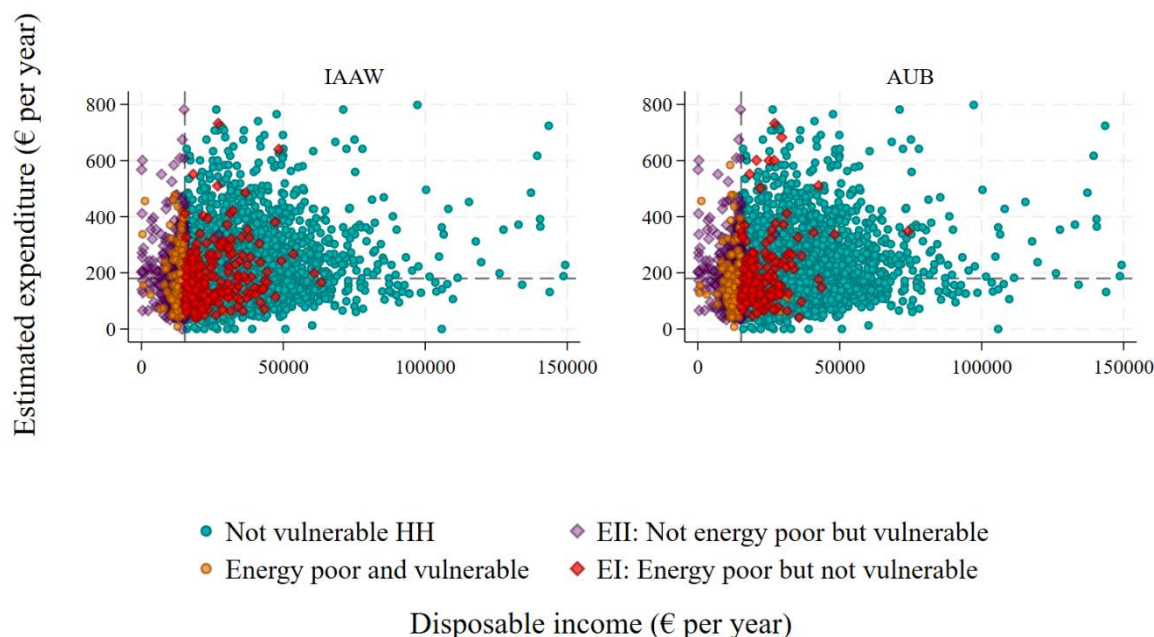 IAAW
AUB
Estimated expenditure (€ per year)
800
600
400
200
0
0
50000
100000
150000
800
600
400
200
0
0
50000
100000
150000
Not vulnerable HH
EII: Not energy poor but vulnerable
Energy poor and vulnerable
EI: Energy poor but not vulnerable
Disposable income (€ per year)